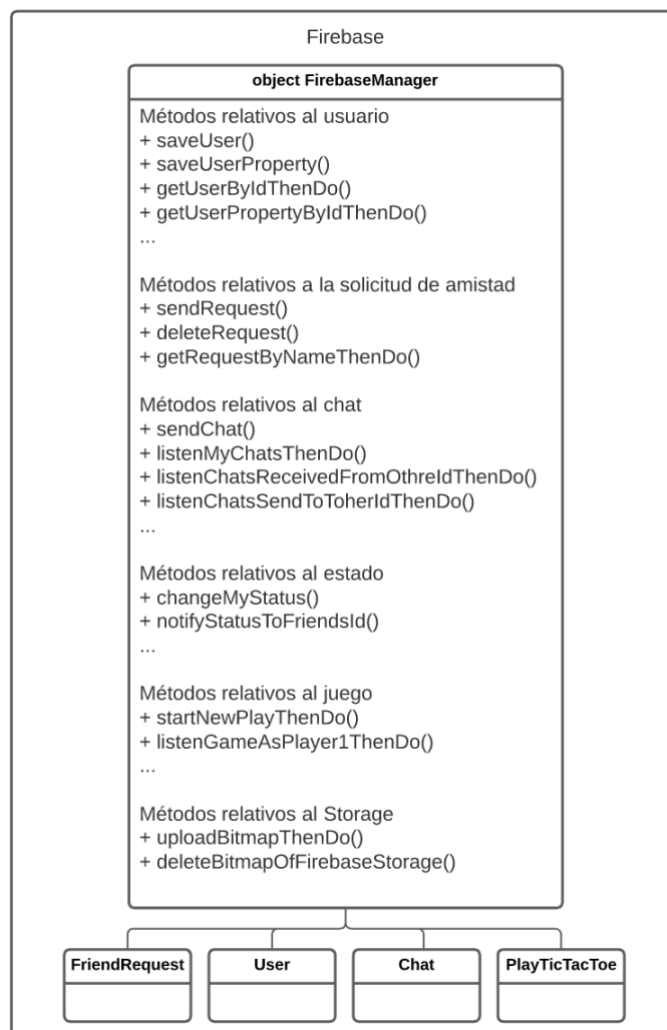 Firebase
object FirebaseManager
Métodos relativos al usuario
+ saveUser()
+ saveUserProperty()
+ getUserByIdThenDo()
+ getUserPropertyByIdThenDo()
...
Métodos relativos a la solicitud de amistad
+ sendRequest()
+ deleteRequest()
+ getRequestByNameThenDo()
Métodos relativos al chat
+ sendChat()
+ listenMyChatsThenDo()
+ listenChatsReceivedFromOthreIdThenDo()
+ listenChatsSendToToherIdThenDo()
...
Métodos relativos al estado
+ changeMyStatus()
+ notifyStatusToFriendsId()
...
Métodos relativos al juego
+ startNewPlayThenDo()
+ listenGameAsPlayer1ThenDo()
...
Métodos relativos al Storage
+ uploadBitmapThenDo()
+ deleteBitmapOfFirebaseStorage()
FriendRequest
User
Chat
PlayTicTacToe